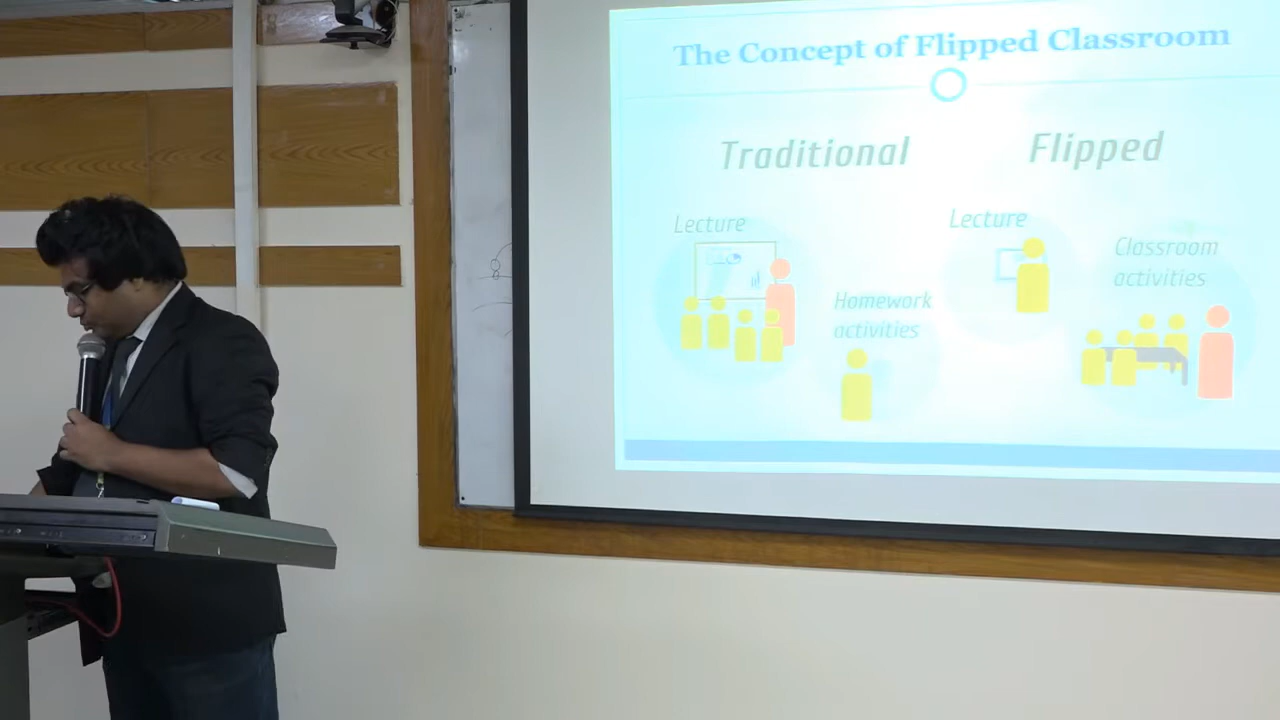 The Concept of Flipped Classroom
Traditional
Flipped
Lecture
Homework
activities
Lecture
Classroom
activities